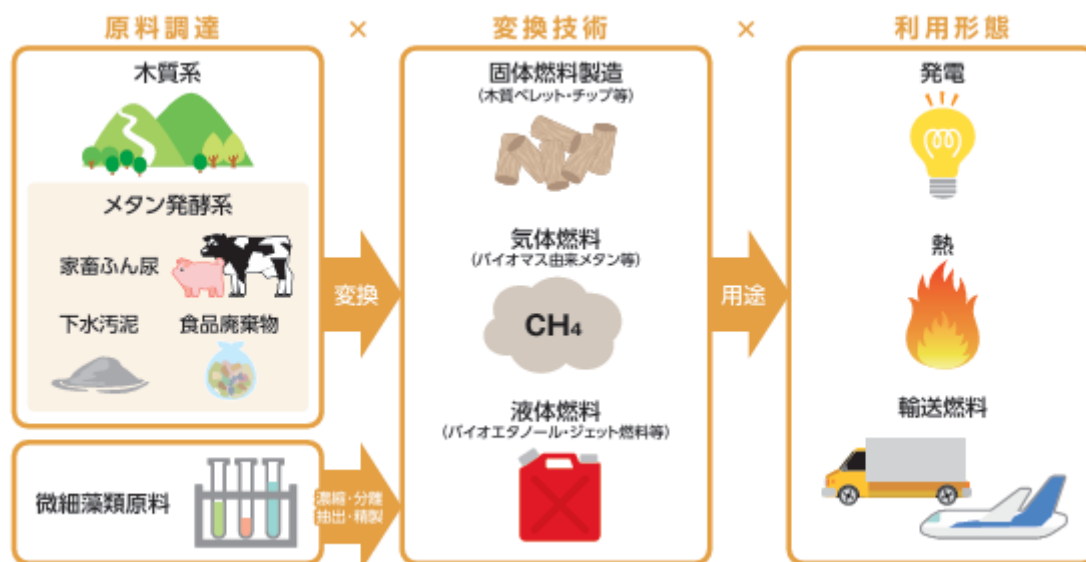 原料調達 × 変換技術 × 利用形態
木質系
メタン発酵系
家畜ふん尿
下水汚泥 食品廃棄物
微細藻類原料
変換
濃縮・分離
抽出・精製
固体燃料製造
(木質ペレット・チップ等)
気体燃料
(バイオマス由来メタン等)
CH4
液体燃料
(バイオエタノール・ジェット燃料等)
用途
発電
熱
輸送燃料